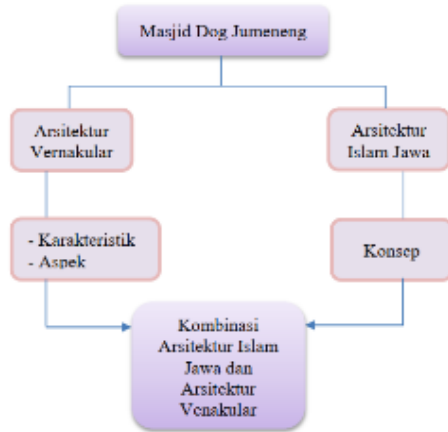 Masjid Dog Jumeneng
Arsitektur
Vernakular
Arsitektur
Islam Jawa
- Karakteristik
- Aspek
Konsep
Kombinasi
Arsitektur Islam
Jawa dan
Arsitektur
Venakular